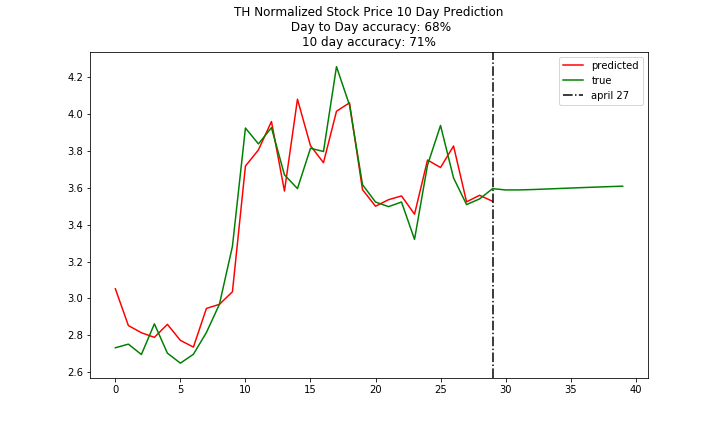 TH Normalized Stock Price 10 Day Prediction
Day to Day accuracy: 68%
10 day accuracy: 71%
predicted
true
april 27
4.2
4.0
3.8
3.6
3.4
3.2
3.0
2.8
2.6
0 5 10 15 20 25 30 35 40